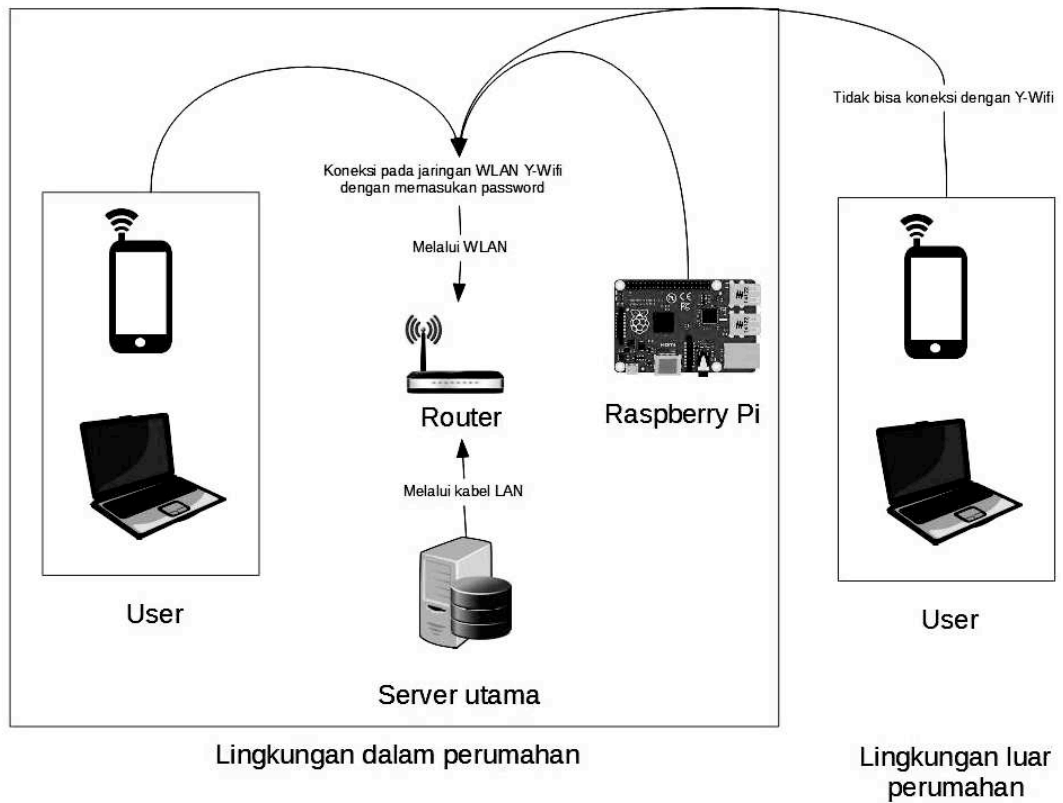 Tidak bisa koneksi dengan Y-Wifi
Koneksi pada jaringan WLAN Y-Wifi
dengan memasukan password
Melalui WLAN
Router
Raspberry Pi
Melalui kabel LAN
User
User
Server utama
Lingkungan dalam perumahan
Lingkungan luar
perumahan